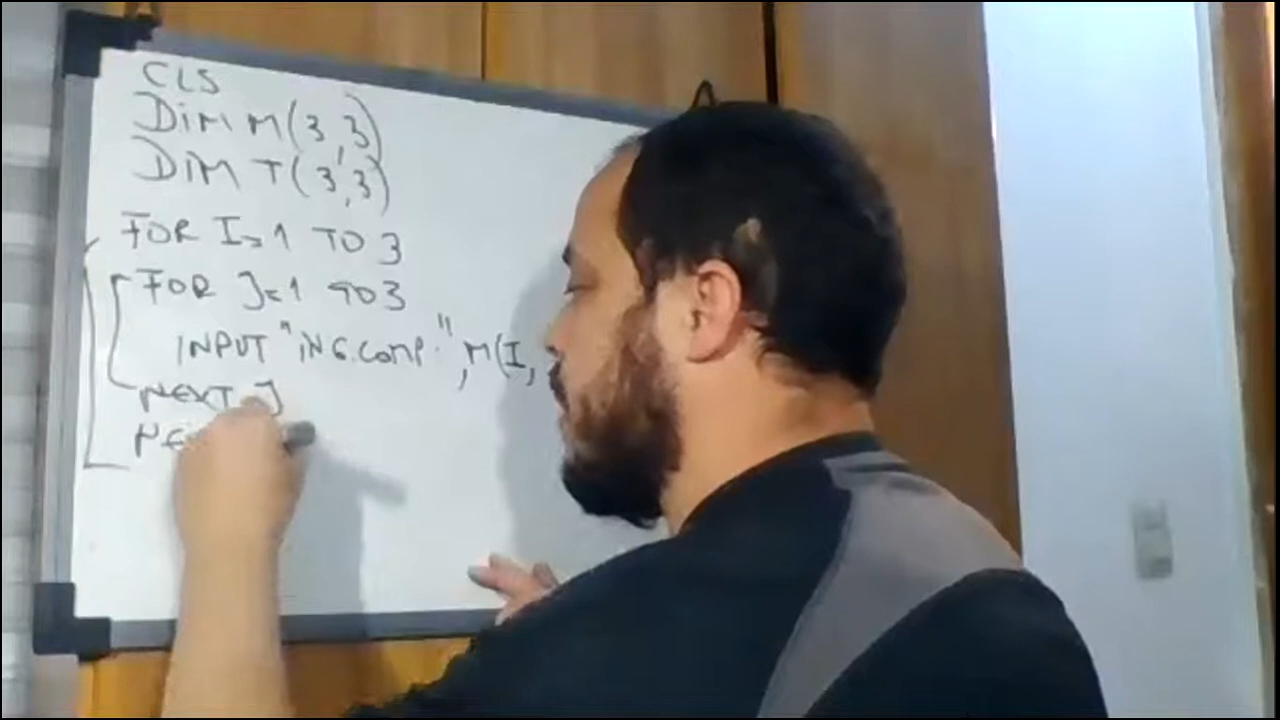 CLS
DIM M(3,3)
DIM T(3,3)
FOR I=1 TO 3
FOR J=1 TO 3
INPUT "ING.COMP.", M(I,
NEXT J